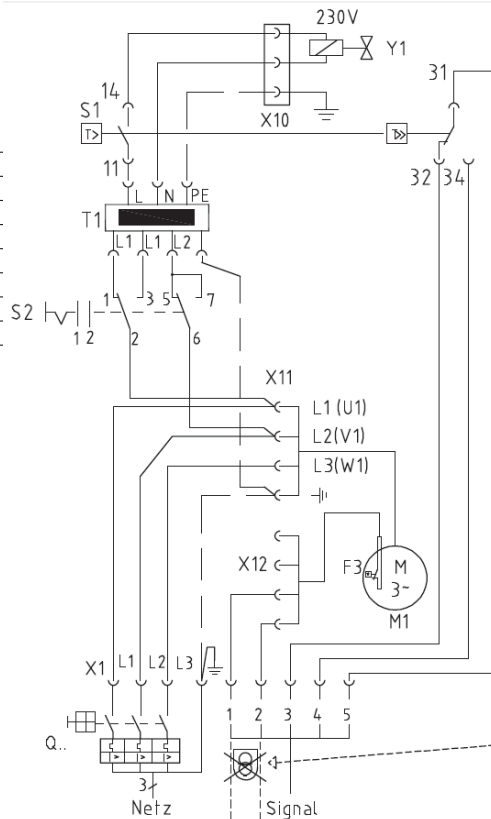 230V
Y1
31
14
S1
T>
X10
T>>
11
32 34
L N PE
T1
L1 L1 L2
1 3 5 7
S2
1 2 2 6
X11
L1 (U1)
L2(V1)
L3(W1)
X12
F3
M
3~
M1
X1 L1 L2 L3
1 2 3 4 5
Q..
> > >
3
Netz
Signal